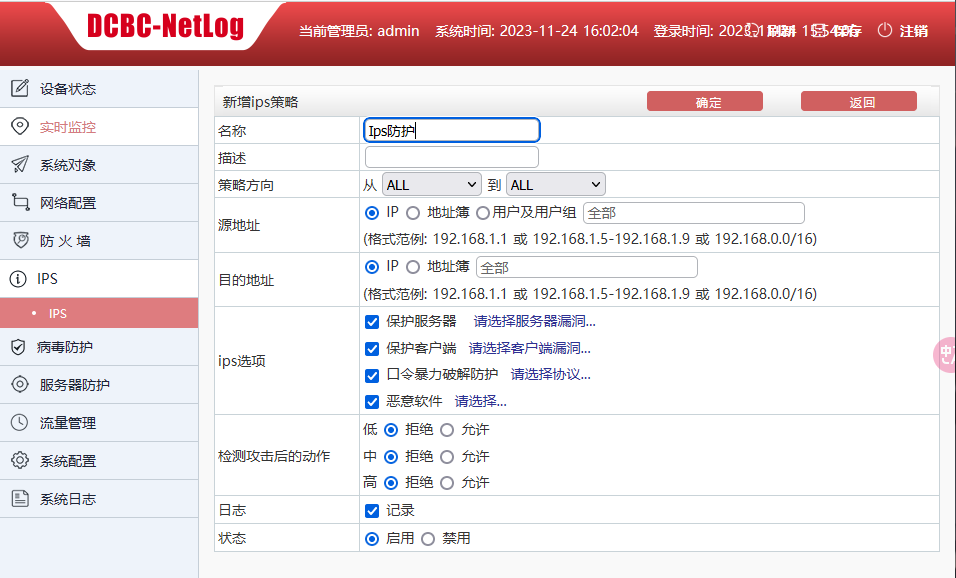 DCBC-NetLog
当前管理员: admin 系统时间: 2023-11-24 16:02:04 登录时间: 刷新 保存 注销
设备状态
实时监控
系统对象
网络配置
防 火 墙
IPS
• IPS
病毒防护
服务器防护
流量管理
系统配置
系统日志
新增ips策略 确定 返回
名称 Ips防护
描述
策略方向 从 ALL 到 ALL
源地址 IP 地址簿 用户及用户组 全部
(格式范例: 192.168.1.1 或 192.168.1.5-192.168.1.9 或 192.168.0.0/16)
目的地址 IP 地址簿 全部
(格式范例: 192.168.1.1 或 192.168.1.5-192.168.1.9 或 192.168.0.0/16)
ips选项
保护服务器 请选择服务器漏洞...
保护客户端 请选择客户端漏洞...
口令暴力破解防护 请选择协议...
恶意软件 请选择...
检测攻击后的动作
低 拒绝 允许
中 拒绝 允许
高 拒绝 允许
日志 记录
状态 启用 禁用